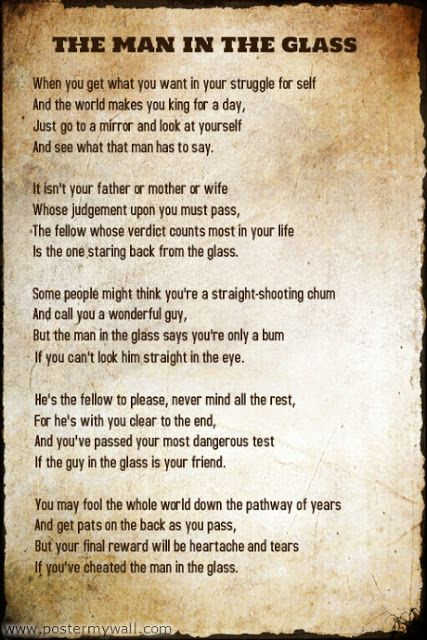 THE MAN IN THE GLASS
When you get what you want in your struggle for self
And the world makes you king for a day,
Just go to a mirror and look at yourself
And see what that man has to say.
It isn't your father or mother or wife
Whose judgement upon you must pass,
The fellow whose verdict counts most in your life
Is the one staring back from the glass.
Some people might think you're a straight-shooting chum
And call you a wonderful guy,
But the man in the glass says you're only a bum
If you can't look him straight in the eye.
He's the fellow to please, never mind all the rest,
For he's with you clear to the end,
And you've passed your most dangerous test
If the guy in the glass is your friend.
You may fool the whole world down the pathway of years
And get pats on the back as you pass,
But your final reward will be heartache and tears
If you've cheated the man in the glass.
www.postermywall.com